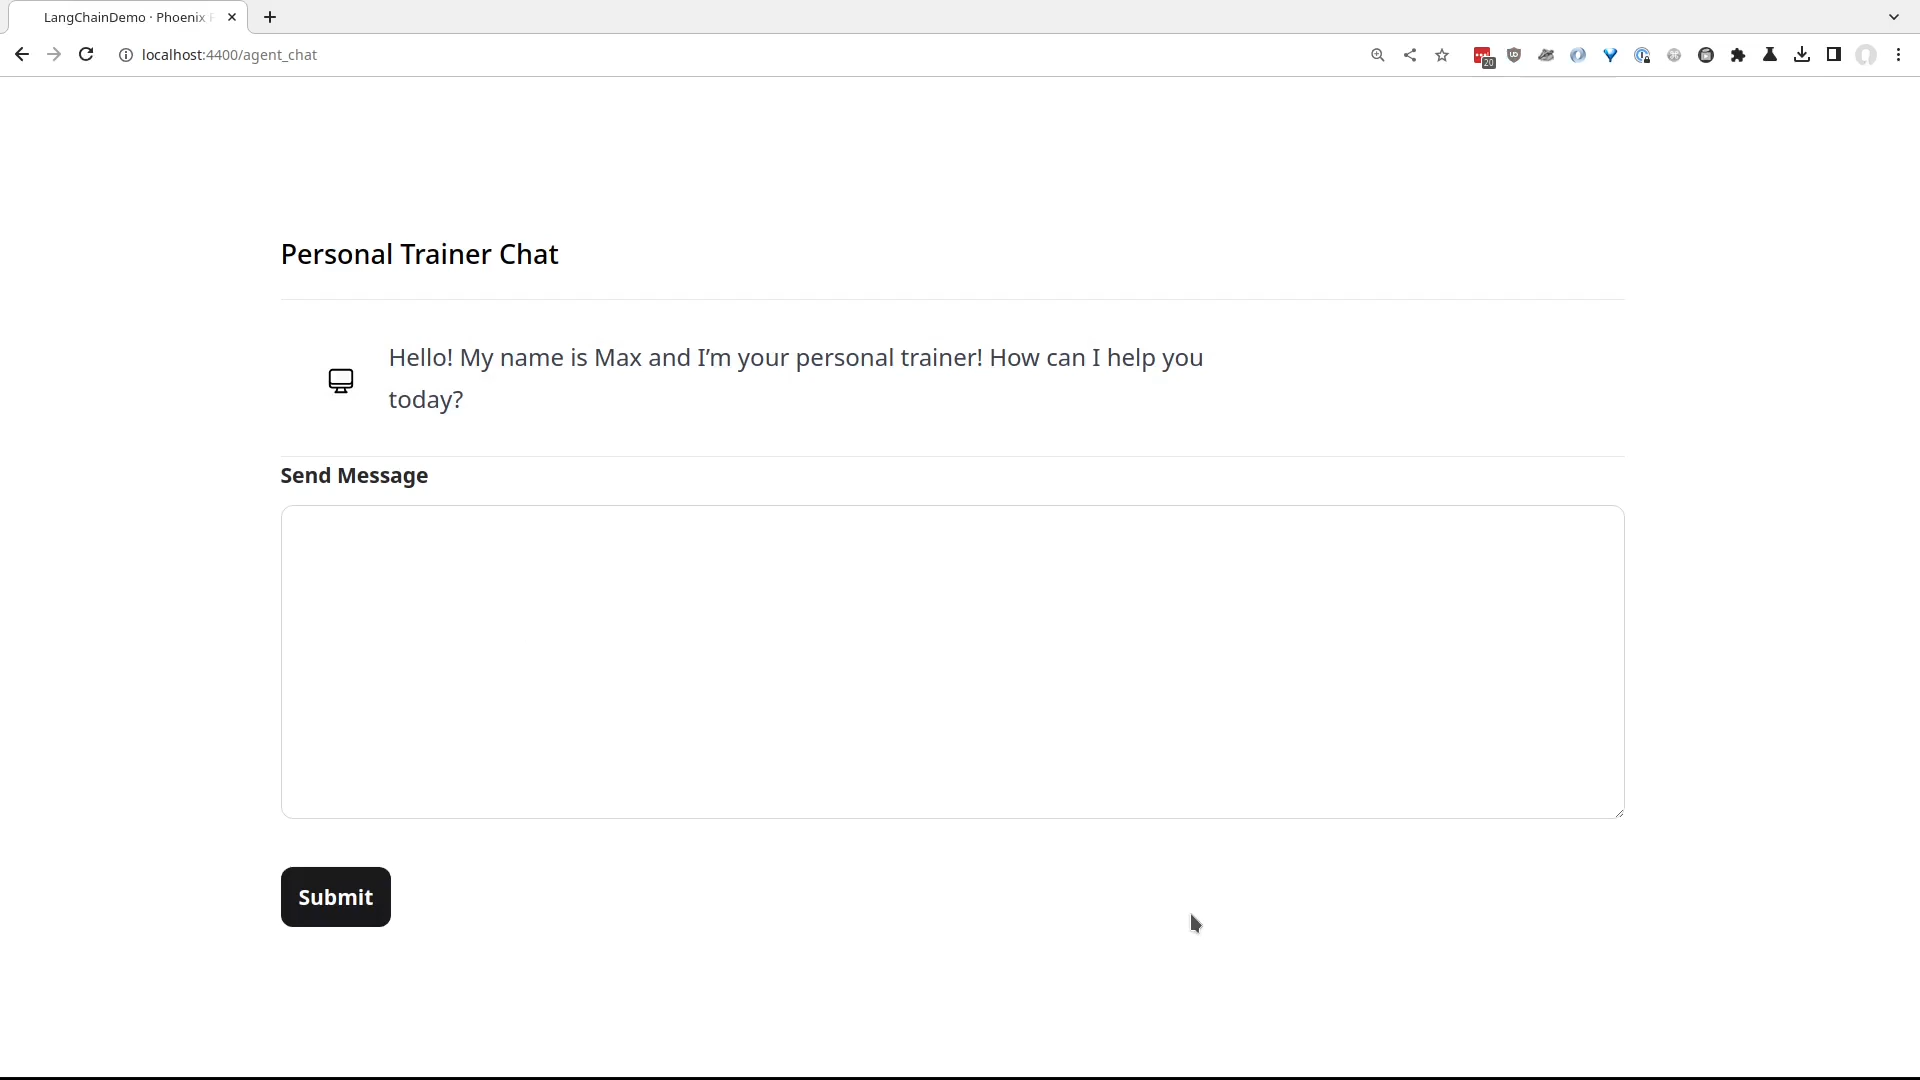 LangChainDemo · Phoenix
localhost:4400/agent_chat
20
Personal Trainer Chat
Hello! My name is Max and I’m your personal trainer! How can I help you
today?
Send Message
Submit